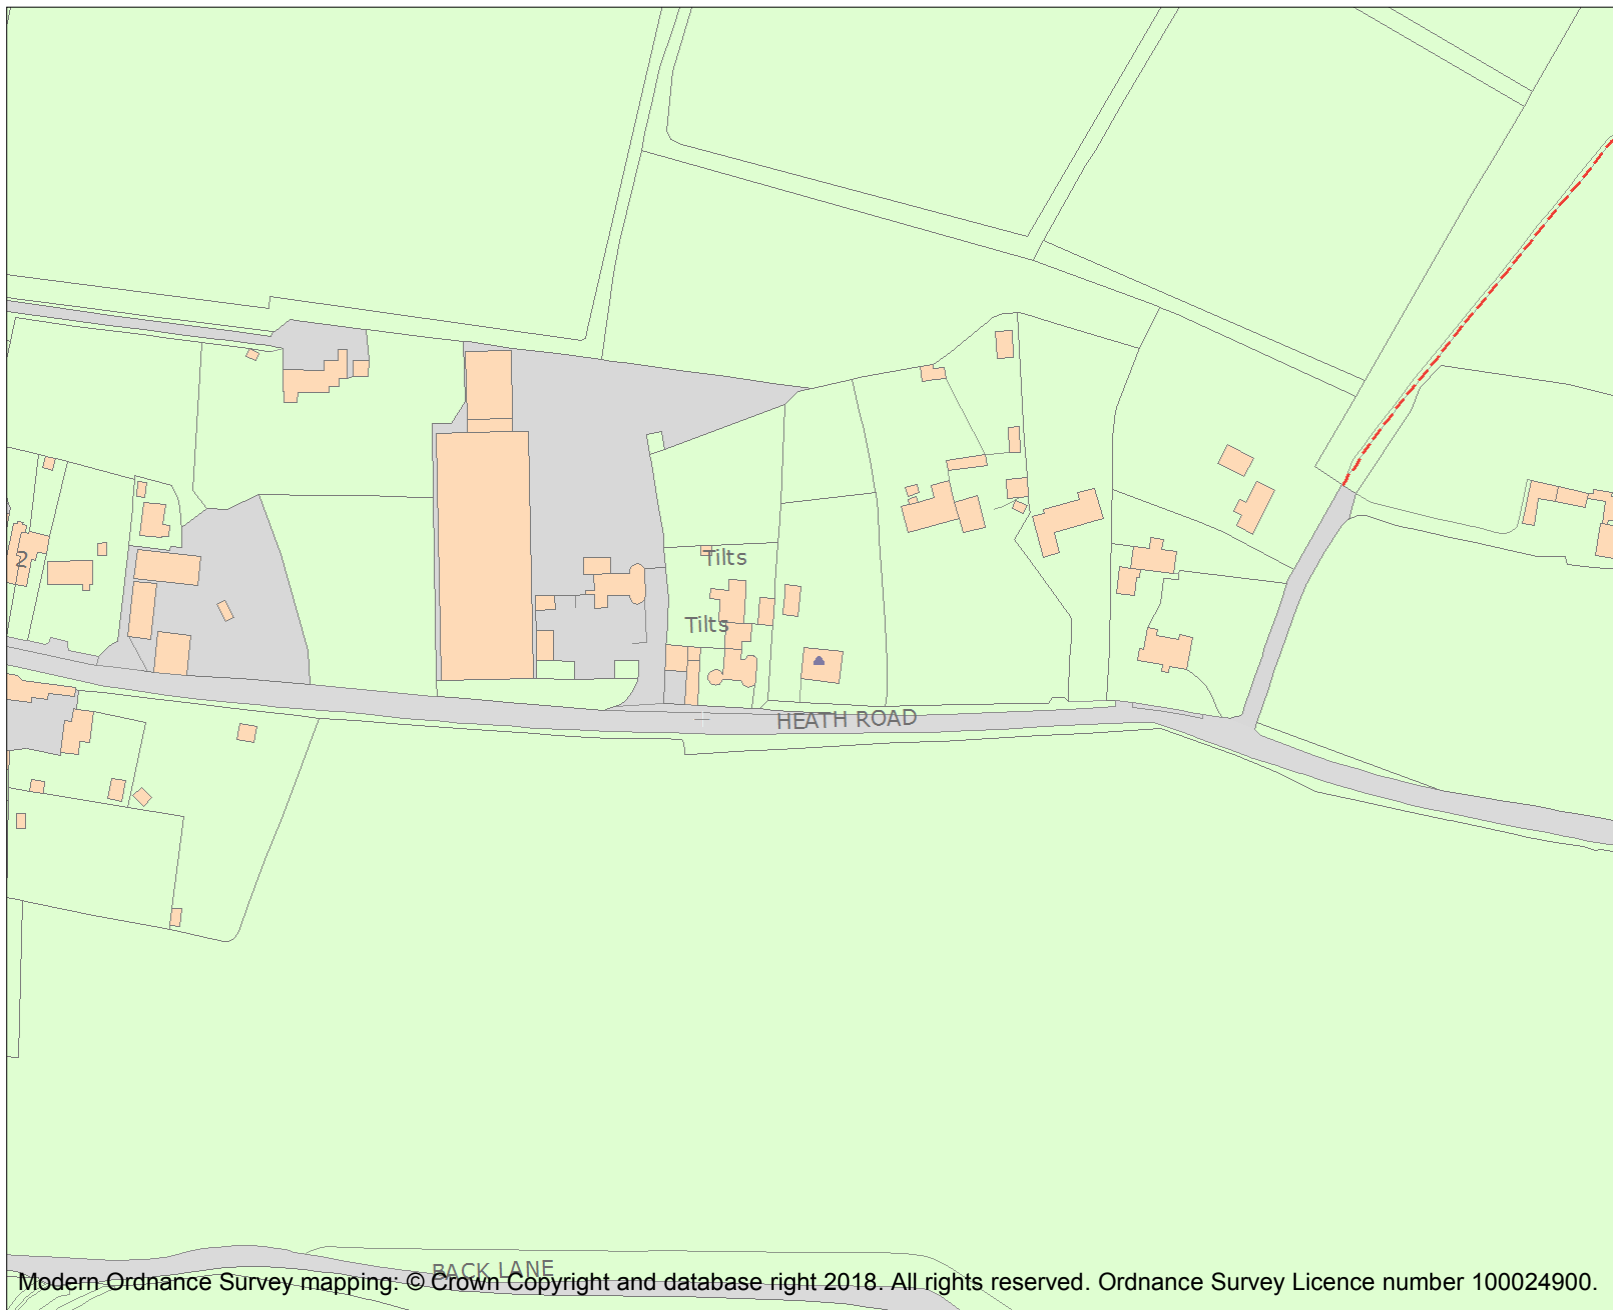 2
Tilts
Tilts
HEATH ROAD
BACK LANE
Modern Ordnance Survey mapping: © Crown Copyright and database right 2018. All rights reserved. Ordnance Survey Licence number 100024900.